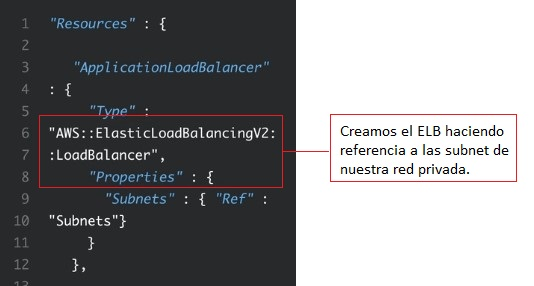 1 "Resources" : {
2
3 "ApplicationLoadBalancer"
4 : {
5 "Type" :
6 "AWS::ElasticLoadBalancingV2:
7 :LoadBalancer",
8 "Properties" : {
9 "Subnets" : { "Ref" :
10 "Subnets"}
11 }
12 },
13
Creamos el ELB haciendo
referencia a las subnet de
nuestra red privada.